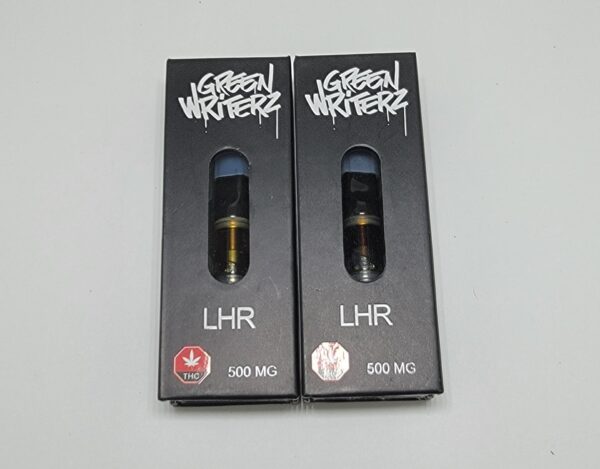 GREEN
WRITERZ
LHR
THC
500 MG
GREEN
WRITERZ
LHR
500 MG